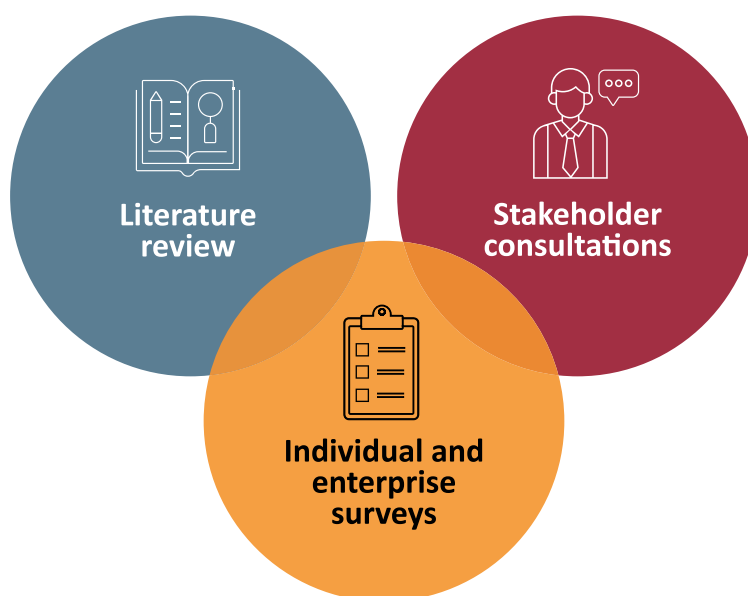 Literature
review
Stakeholder
consultations
Individual and
enterprise
surveys